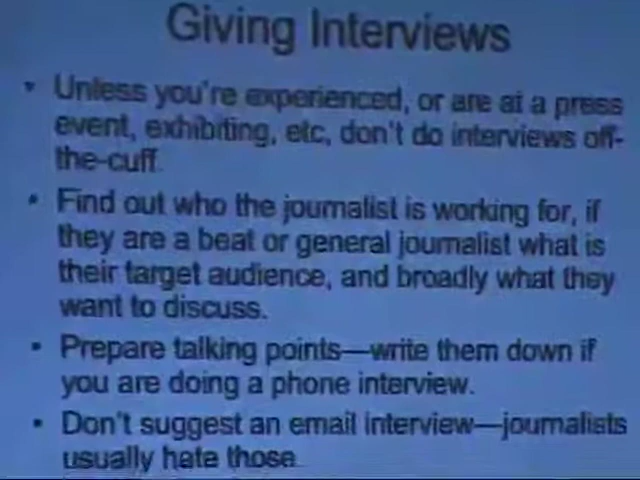 Giving Interviews
• Unless you're experienced, or are at a press
event, exhibiting, etc, don't do interviews off-
the-cuff.
• Find out who the journalist is working for, if
they are a beat or general journalist what is
their target audience, and broadly what they
want to discuss.
• Prepare talking points—write them down if
you are doing a phone interview.
• Don't suggest an email interview—journalists
usually hate those.